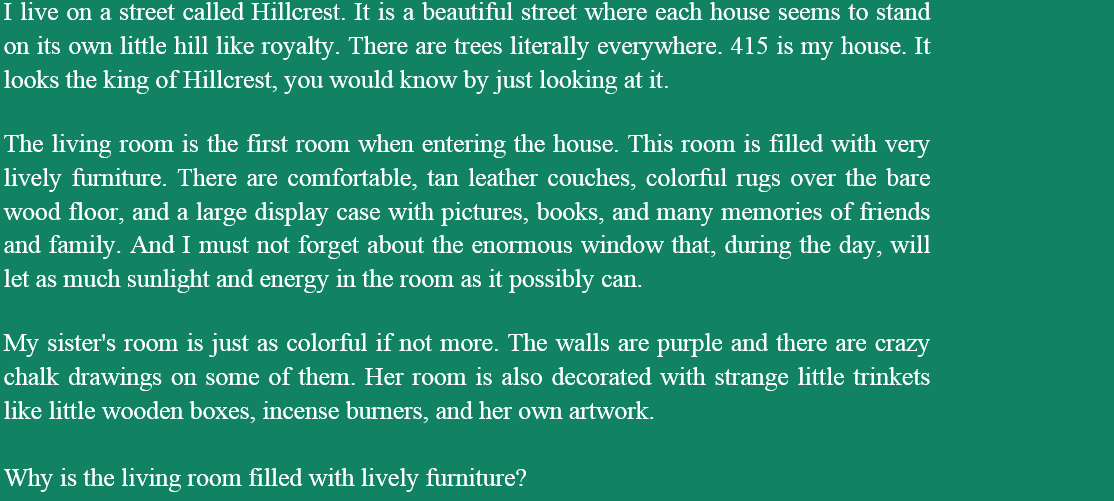 I live on a street called Hillcrest. It is a beautiful street where each house seems to stand
on its own little hill like royalty. There are trees literally everywhere. 415 is my house. It
looks the king of Hillcrest, you would know by just looking at it.
The living room is the first room when entering the house. This room is filled with very
lively furniture. There are comfortable, tan leather couches, colorful rugs over the bare
wood floor, and a large display case with pictures, books, and many memories of friends
and family. And I must not forget about the enormous window that, during the day, will
let as much sunlight and energy in the room as it possibly can.
My sister's room is just as colorful if not more. The walls are purple and there are crazy
chalk drawings on some of them. Her room is also decorated with strange little trinkets
like little wooden boxes, incense burners, and her own artwork.
Why is the living room filled with lively furniture?